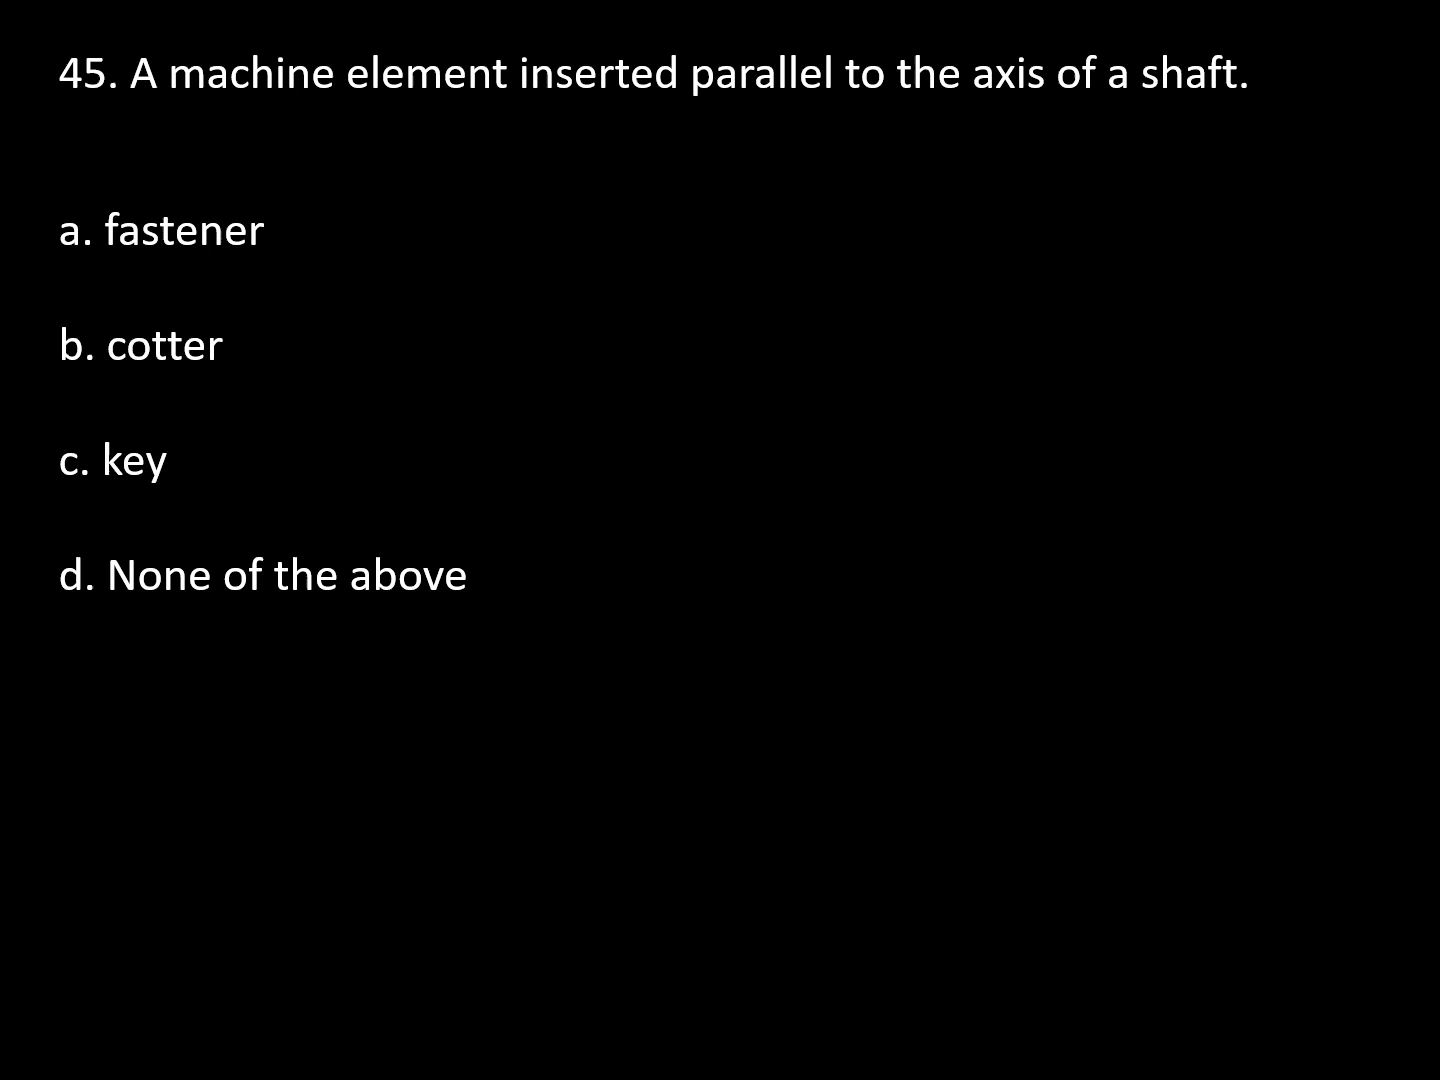 45. A machine element inserted parallel to the axis of a shaft.
a. fastener
b. cotter
c. key
d. None of the above